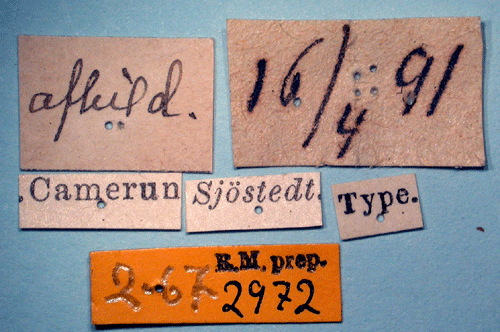 afbild.
16/4 91
.Camerun
Sjöstedt.
Type.
R.M. prep.
2-67
2972